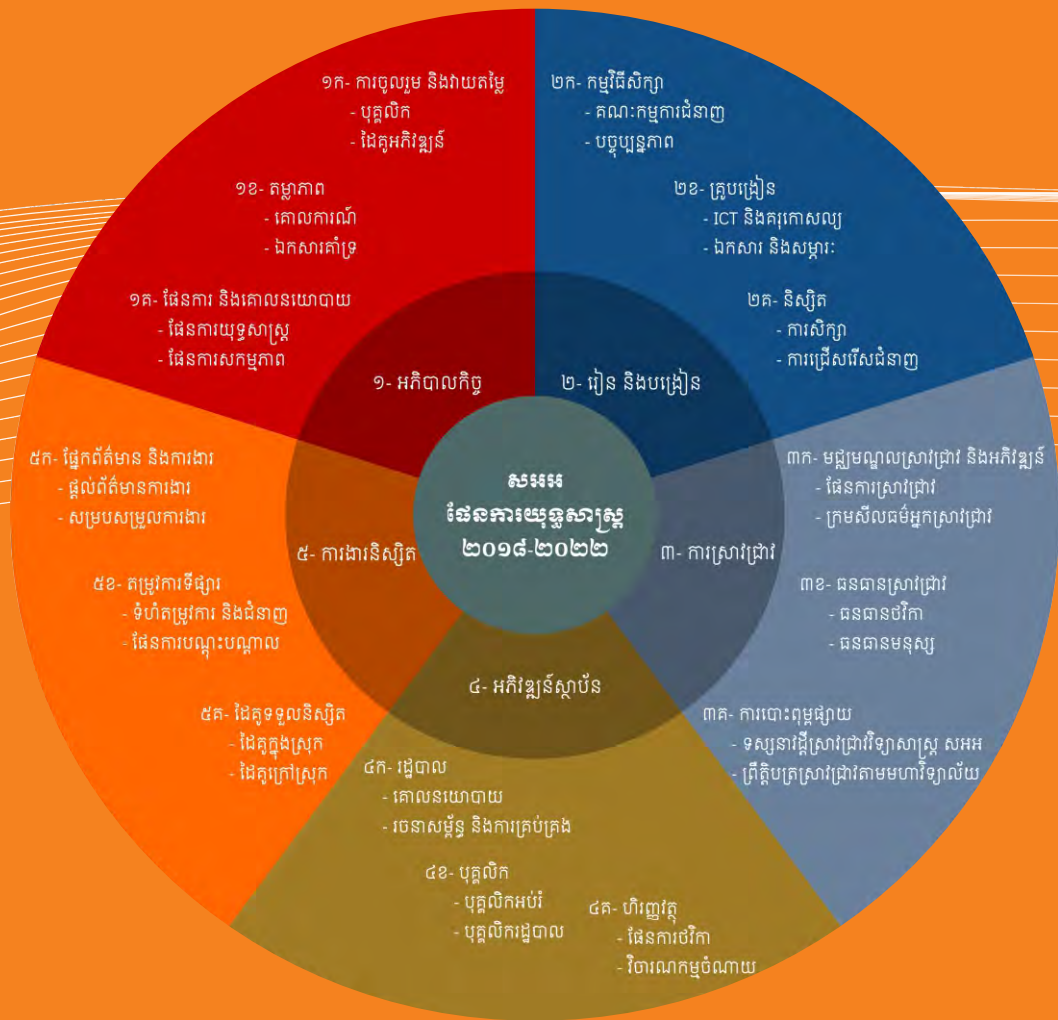 សអអ
ផែនការយុទ្ធសាស្ត្រ
២០១៨-២០២២
១- អភិបាលកិច្ច
១ក- ការចូលរួម និងវាយតម្លៃ
- បុគ្គលិក
- ដៃគូអភិវឌ្ឍន៍
១ខ- តម្លាភាព
- គោលការណ៍
- ឯកសារគាំទ្រ
១គ- ផែនការ និងគោលនយោបាយ
- ផែនការយុទ្ធសាស្ត្រ
- ផែនការសកម្មភាព
២- រៀន និងបង្រៀន
២ក- កម្មវិធីសិក្សា
- គណៈកម្មការជំនាញ
- បច្ចុប្បន្នភាព
២ខ- គ្រូបង្រៀន
- ICT និងគរុកោសល្យ
- ឯកសារ និងសម្ភារៈ
២គ- និស្សិត
- ការសិក្សា
- ការជ្រើសរើសជំនាញ
៣- ការស្រាវជ្រាវ
៣ក- មជ្ឈមណ្ឌលស្រាវជ្រាវ និងអភិវឌ្ឍន៍
- ផែនការស្រាវជ្រាវ
- ក្រមសីលធម៌អ្នកស្រាវជ្រាវ
៣ខ- ធនធានស្រាវជ្រាវ
- ធនធានថវិកា
- ធនធានមនុស្ស
៣គ- ការបោះពុម្ពផ្សាយ
- ទស្សនាវដ្តីស្រាវជ្រាវវិទ្យាសាស្ត្រ សអអ
- ព្រឹត្តិបត្រស្រាវជ្រាវតាមមហាវិទ្យាល័យ
៤- អភិវឌ្ឍន៍ស្ថាប័ន
៤ក- រដ្ឋបាល
- គោលនយោបាយ
- រចនាសម្ព័ន្ធ និងការគ្រប់គ្រង
៤ខ- បុគ្គលិក
- បុគ្គលិកអប់រំ
- បុគ្គលិករដ្ឋបាល
៤គ- ហិរញ្ញវត្ថុ
- ផែនការថវិកា
- វិចារណកម្មចំណាយ
៥- ការងារនិស្សិត
៥ក- ផ្នែកព័ត៌មាន និងការងារ
- ផ្តល់ព័ត៌មានការងារ
- សម្របសម្រួលការងារ
៥ខ- តម្រូវការទីផ្សារ
- ទំហំតម្រូវការ និងជំនាញ
- ផែនការបណ្តុះបណ្តាល
៥គ- ដៃគូទទួលនិស្សិត
- ដៃគូក្នុងស្រុក
- ដៃគូក្រៅស្រុក